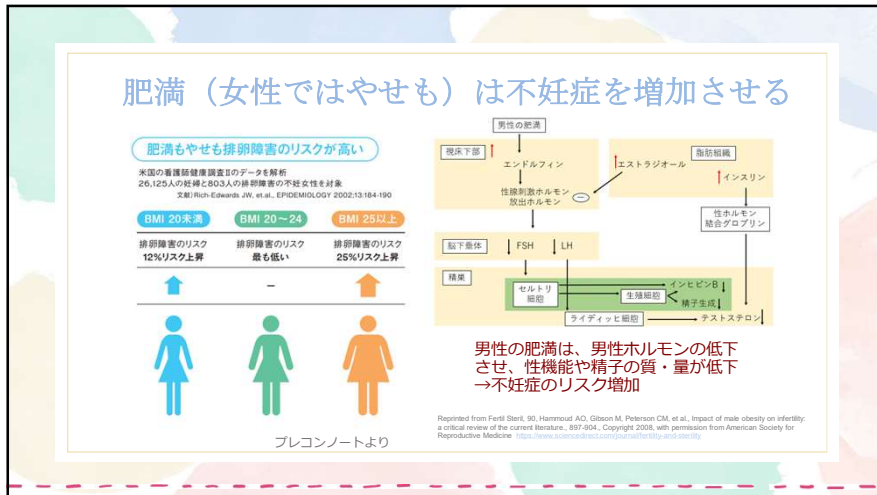 肥満（女性ではやせも）は不妊症を増加させる
肥満もやせも排卵障害のリスクが高い
米国の看護師健康調査Ⅱのデータを解析
26,125人の妊婦と803人の排卵障害の不妊女性を対象
文献)Rich-Edwards JW, et.al., EPIDEMIOLOGY 2002;13:184-190
BMI 20未満
BMI 20～24
BMI 25以上
排卵障害のリスク
12%リスク上昇
排卵障害のリスク
最も低い
排卵障害のリスク
25%リスク上昇
－
プレコンノートより
男性の肥満
視床下部
エンドルフィン
エストラジオール
脂肪組織
インスリン
性腺刺激ホルモン
放出ホルモン
－
性ホルモン
結合グロブリン
脳下垂体
FSH
LH
精巣
セルトリ
細胞
インヒビンB
生殖細胞
精子生成
ライディッヒ細胞
テストステロン
男性の肥満は、男性ホルモンの低下
させ、性機能や精子の質・量が低下
→不妊症のリスク増加
Reprinted from Fertil Steril, 90, Hammoud AO, Gibson M, Peterson CM, et al., Impact of male obesity on infertility:
a critical review of the current literature., 897-904., Copyright 2008, with permission from American Society for
Reproductive Medicine https://www.sciencedirect.com/journal/fertility-and-sterility